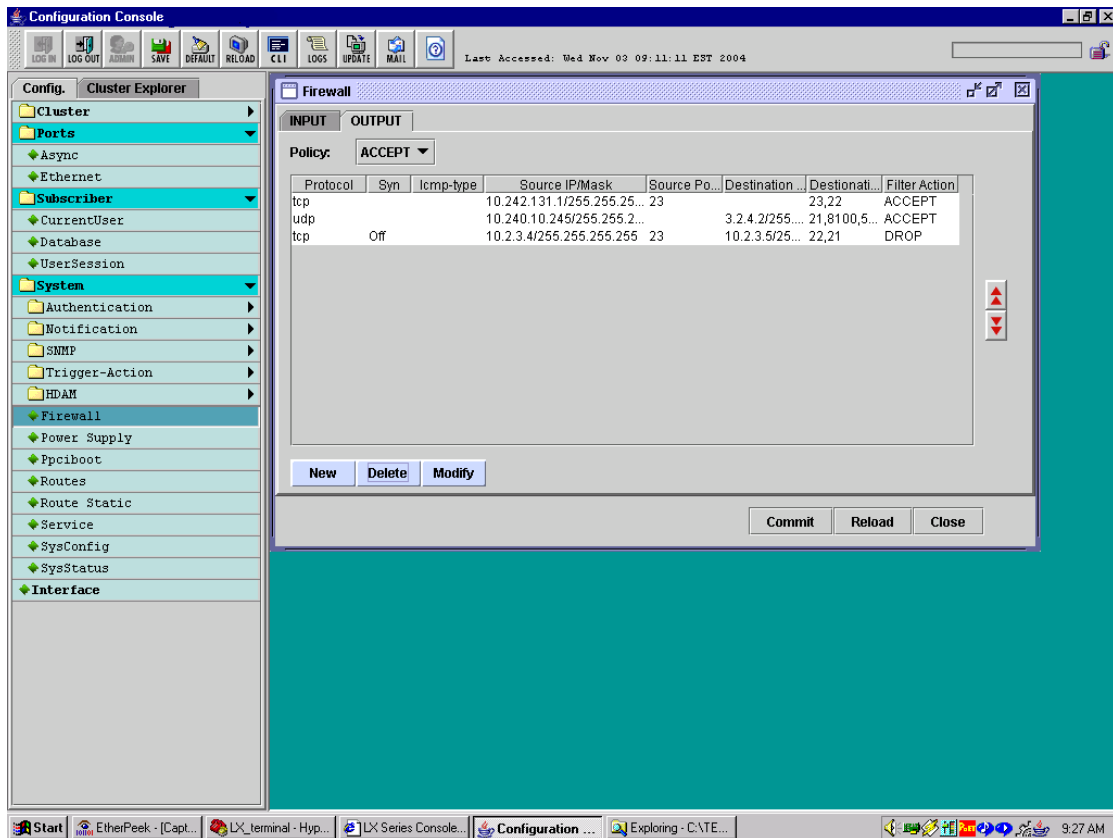 Configuration Console
LOG IN LOG OUT ADMIN SAVE DEFAULT RELOAD CLI LOGS UPDATE MAIL Last Accessed: Wed Nov 03 09:11:11 EST 2004
Config. Cluster Explorer
Cluster
Ports
Async
Ethernet
Subscriber
CurrentUser
Database
UserSession
System
Authentication
Notification
SNMP
Trigger-Action
HDAM
Firewall
Power Supply
Ppciboot
Routes
Route Static
Service
SysConfig
SysStatus
Interface
Firewall
INPUT OUTPUT
Policy: ACCEPT
Protocol Syn Icmp-type Source IP/Mask Source Po... Destination ... Destionati... Filter Action
tcp 10.242.131.1/255.255.25... 23 23,22 ACCEPT
udp 10.240.10.245/255.255.2... 3.2.4.2/255.... 21,8100,5... ACCEPT
tcp Off 10.2.3.4/255.255.255.255 23 10.2.3.5/25... 22,21 DROP
New Delete Modify
Commit Reload Close
Start EtherPeek - [Capt... LX_terminal - Hyp... LX Series Console... Configuration ... Exploring - C:\TE... 9:27 AM